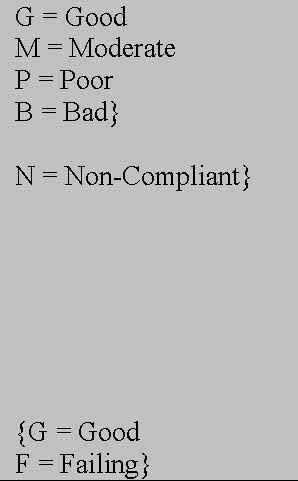 G = Good
M = Moderate
P = Poor
B = Bad}
N = Non-Compliant}
{G = Good
F = Failing}